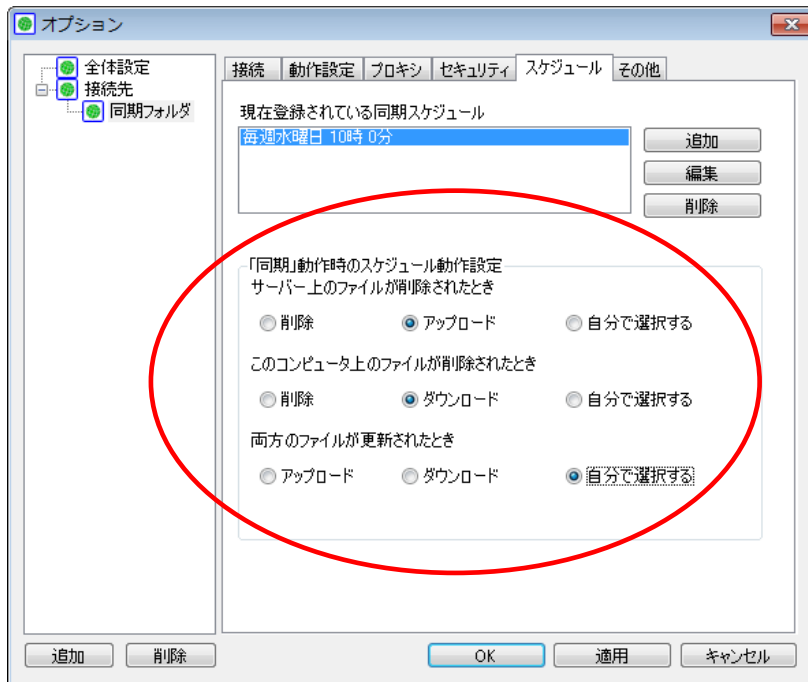 オプション
全体設定
接続先
同期フォルダ
接続 動作設定 プロキシ セキュリティ スケジュール その他
現在登録されている同期スケジュール
毎週水曜日 10時 0分
追加
編集
削除
「同期」動作時のスケジュール動作設定
サーバー上のファイルが削除されたとき
削除 アップロード 自分で選択する
このコンピュータ上のファイルが削除されたとき
削除 ダウンロード 自分で選択する
両方のファイルが更新されたとき
アップロード ダウンロード 自分で選択する
追加 削除 OK 適用 キャンセル